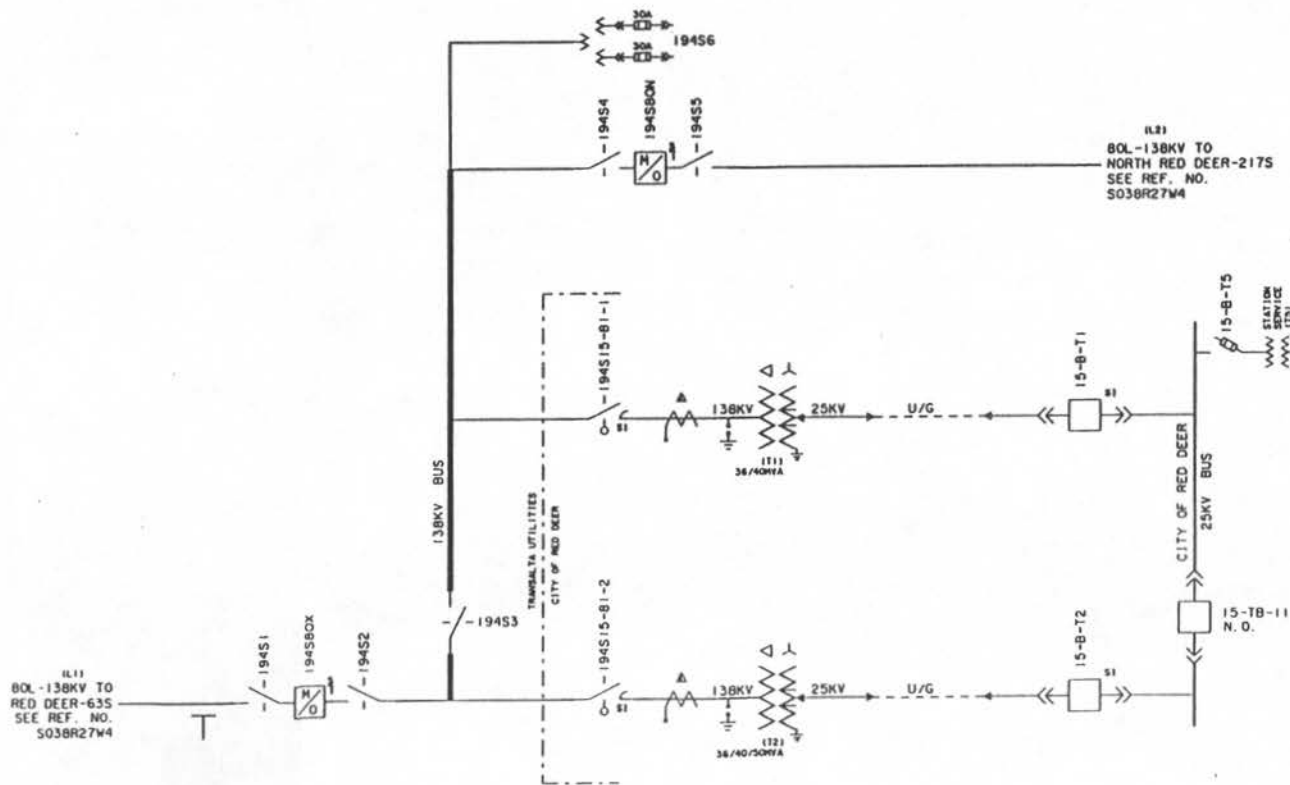 30A
30A
194S6
194S4
194S80N
194S5
M/O
(L2)
80L-138KV TO
NORTH RED DEER-217S
SEE REF. NO.
S038R27W4
194S15-B1-1
S1
138KV
25KV
U/G
(T1)
36/40MVA
15-B-T1
S1
15-B-T5
STATION
SERVICE
(T3)
138KV BUS
TRANSALTA UTILITIES
CITY OF RED DEER
CITY OF RED DEER
25KV BUS
194S3
15-TB-11
N.O.
(L1)
80L-138KV TO
RED DEER-63S
SEE REF. NO.
S038R27W4
194S1
194S80X
194S2
M/O
194S15-B1-2
S1
138KV
25KV
U/G
(T2)
36/40/50MVA
15-B-T2
S1